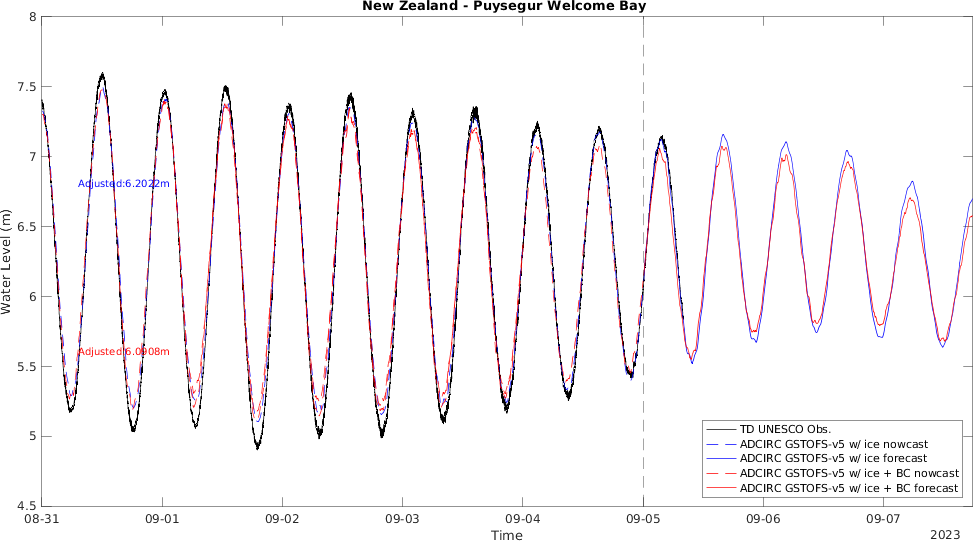 New Zealand - Puysegur Welcome Bay
8
7.5
7
6.5
6
5.5
5
4.5
Water Level (m)
Adjusted:6.2022m
Adjusted:6.0908m
TD UNESCO Obs.
ADCIRC GSTOFS-v5 w/ ice nowcast
ADCIRC GSTOFS-v5 w/ ice forecast
ADCIRC GSTOFS-v5 w/ ice + BC nowcast
ADCIRC GSTOFS-v5 w/ ice + BC forecast
08-31 09-01 09-02 09-03 09-04 09-05 09-06 09-07
Time
2023